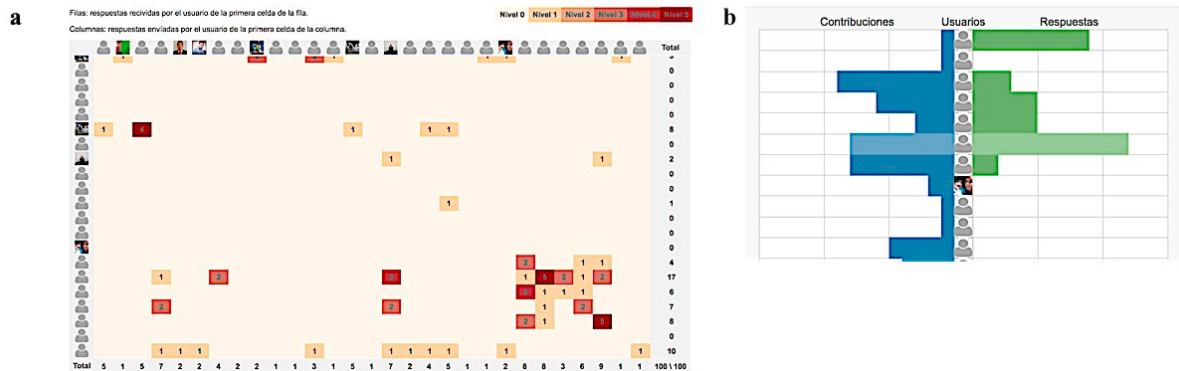 a
Filas: respuestas recividas por el usuario de la primera celda de la fila.
Nivel 0 Nivel 1 Nivel 2 Nivel 3 Nivel 4 Nivel 5
Columnas: respuestas envíadas por el usuario de la primera celda de la columna.
Total
0
0
0
0
1 4 1 1 1 8
0
1 1 2
0
0
1 1
0
0
0
2 1 1 4
1 2 3 1 5 2 1 2 17
3 1 1 1 6
2 2 1 2 7
2 1 5 8
0
1 1 1 1 1 1 1 1 1 1 10
Total 5 1 5 7 2 2 4 2 2 1 1 3 1 5 1 7 2 4 5 1 1 2 8 8 3 6 9 1 1 100 \ 100
b
Contribuciones Usuarios Respuestas